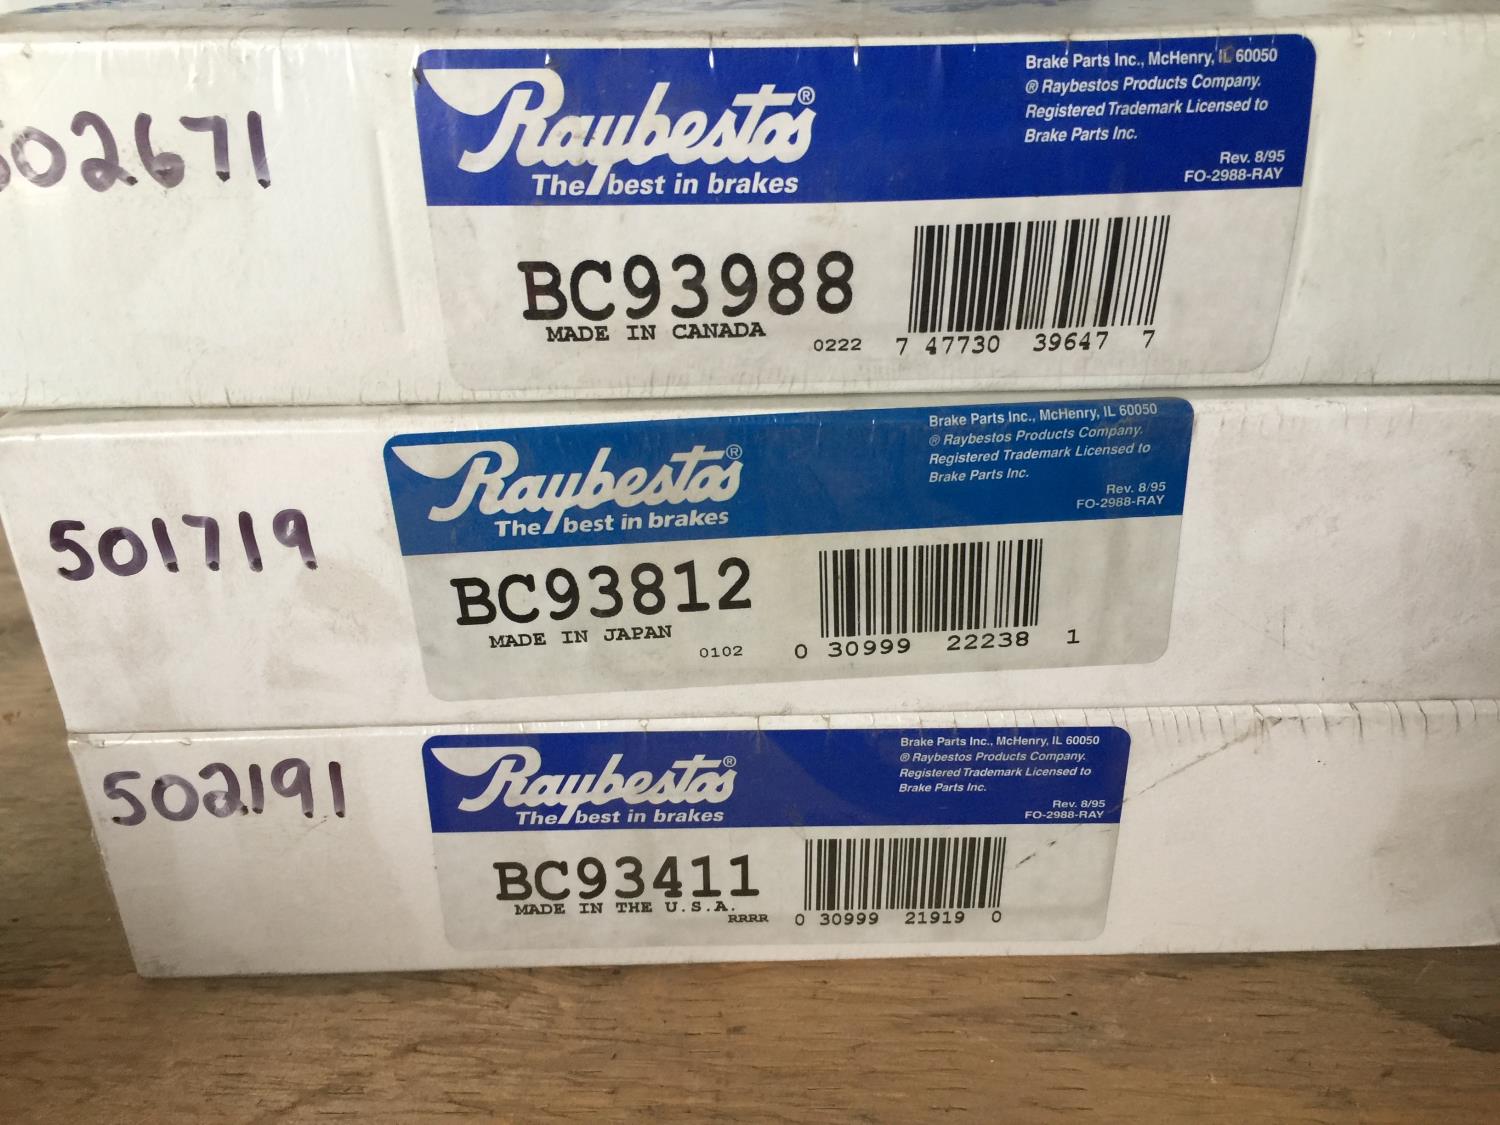 502671
Raybestos®
The best in brakes
Brake Parts Inc., McHenry, IL 60050
® Raybestos Products Company.
Registered Trademark Licensed to
Brake Parts Inc.
Rev. 8/95
FO-2988-RAY
BC93988
MADE IN CANADA
0222
7 47730 39647 7
501719
Raybestos®
The best in brakes
Brake Parts Inc., McHenry, IL 60050
® Raybestos Products Company.
Registered Trademark Licensed to
Brake Parts Inc.
Rev. 8/95
FO-2988-RAY
BC93812
MADE IN JAPAN
0102
0 30999 22238 1
502191
Raybestos®
The best in brakes
Brake Parts Inc., McHenry, IL 60050
® Raybestos Products Company.
Registered Trademark Licensed to
Brake Parts Inc.
Rev. 8/95
FO-2988-RAY
BC93411
MADE IN THE U.S.A.
RRRR
0 30999 21919 0